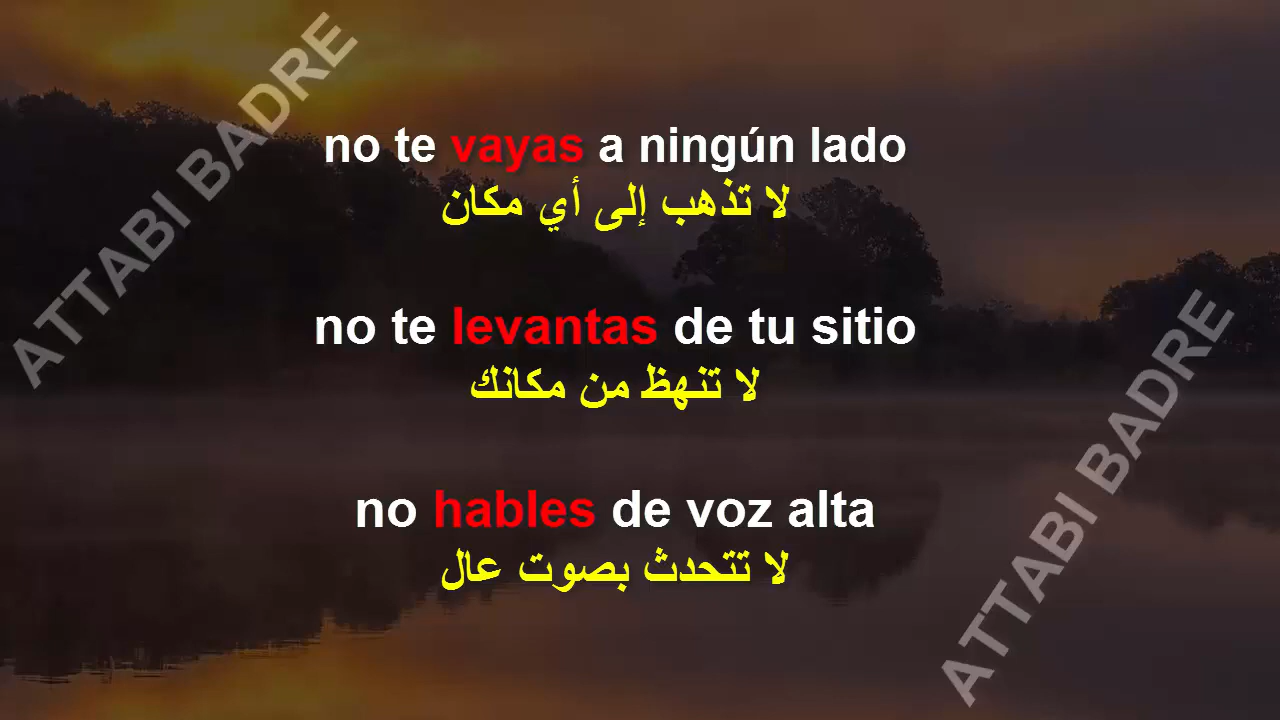 ATTABI BADRE
no te vayas a ningún lado
لا تذهب إلى أي مكان
no te levantas de tu sitio
لا تنهظ من مكانك
no hables de voz alta
لا تتحدث بصوت عال
ATTABI BADRE